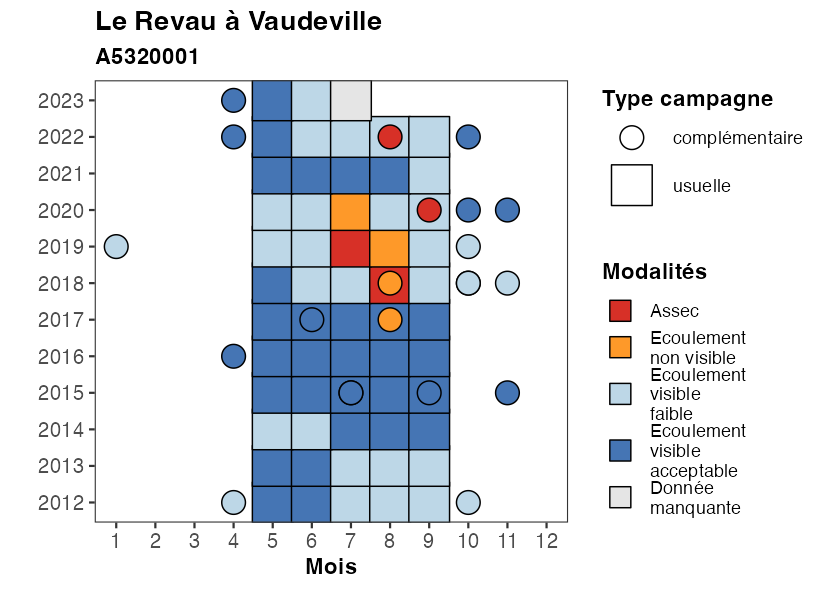 Le Revau à Vaudeville
A5320001
2023
2022
2021
2020
2019
2018
2017
2016
2015
2014
2013
2012
1 2 3 4 5 6 7 8 9 10 11 12
Mois
Type campagne
complémentaire
usuelle
Modalités
Assec
Ecoulement
non visible
Ecoulement
visible
faible
Ecoulement
visible
acceptable
Donnée
manquante